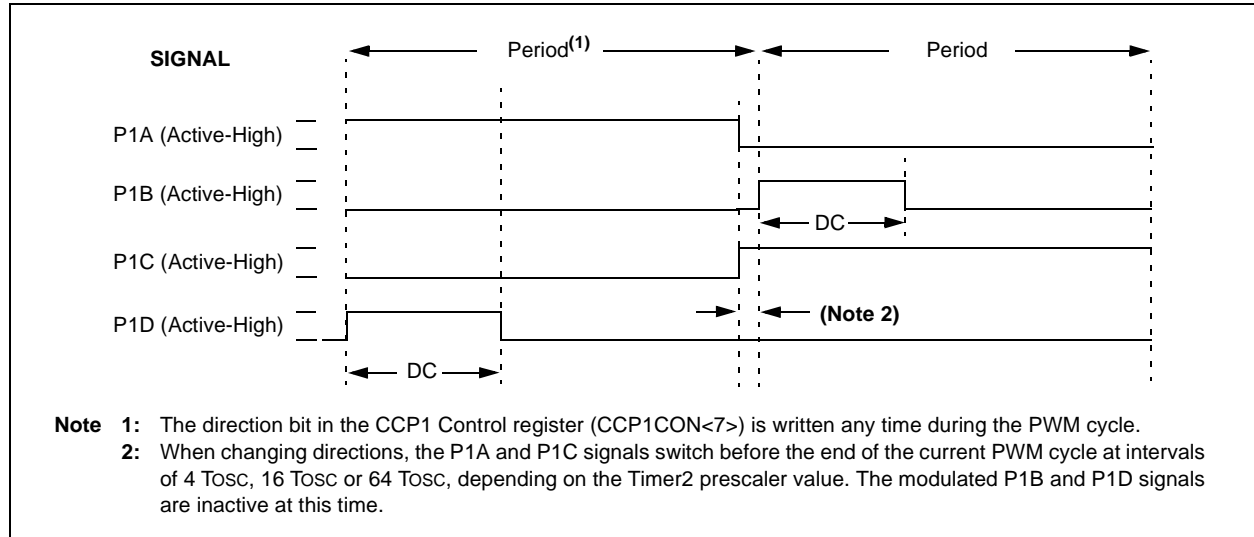 SIGNAL
Period(1)
Period
P1A (Active-High)
P1B (Active-High)
DC
P1C (Active-High)
P1D (Active-High)
(Note 2)
DC
Note 1: The direction bit in the CCP1 Control register (CCP1CON<7>) is written any time during the PWM cycle.
2: When changing directions, the P1A and P1C signals switch before the end of the current PWM cycle at intervals
of 4 TOSC, 16 TOSC or 64 TOSC, depending on the Timer2 prescaler value. The modulated P1B and P1D signals
are inactive at this time.